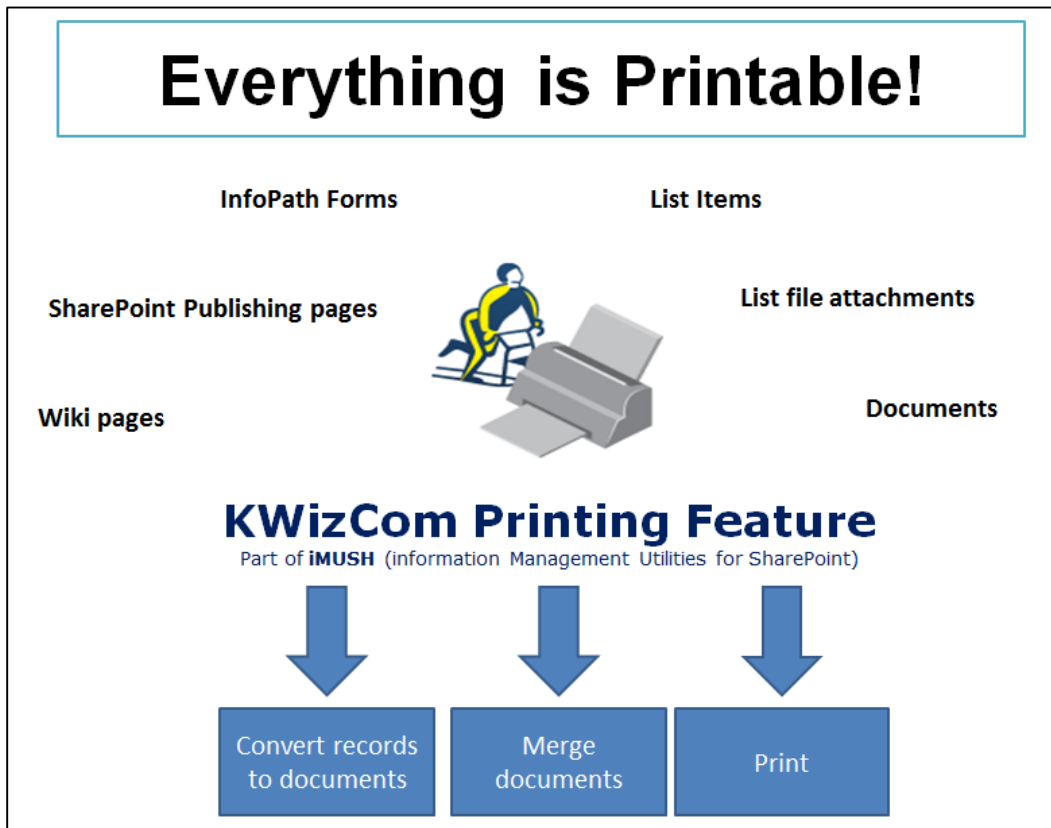 Everything is Printable!
InfoPath Forms
List Items
SharePoint Publishing pages
List file attachments
Wiki pages
Documents
KWizCom Printing Feature
Part of iMUSH (information Management Utilities for SharePoint)
Convert records
to documents
Merge
documents
Print